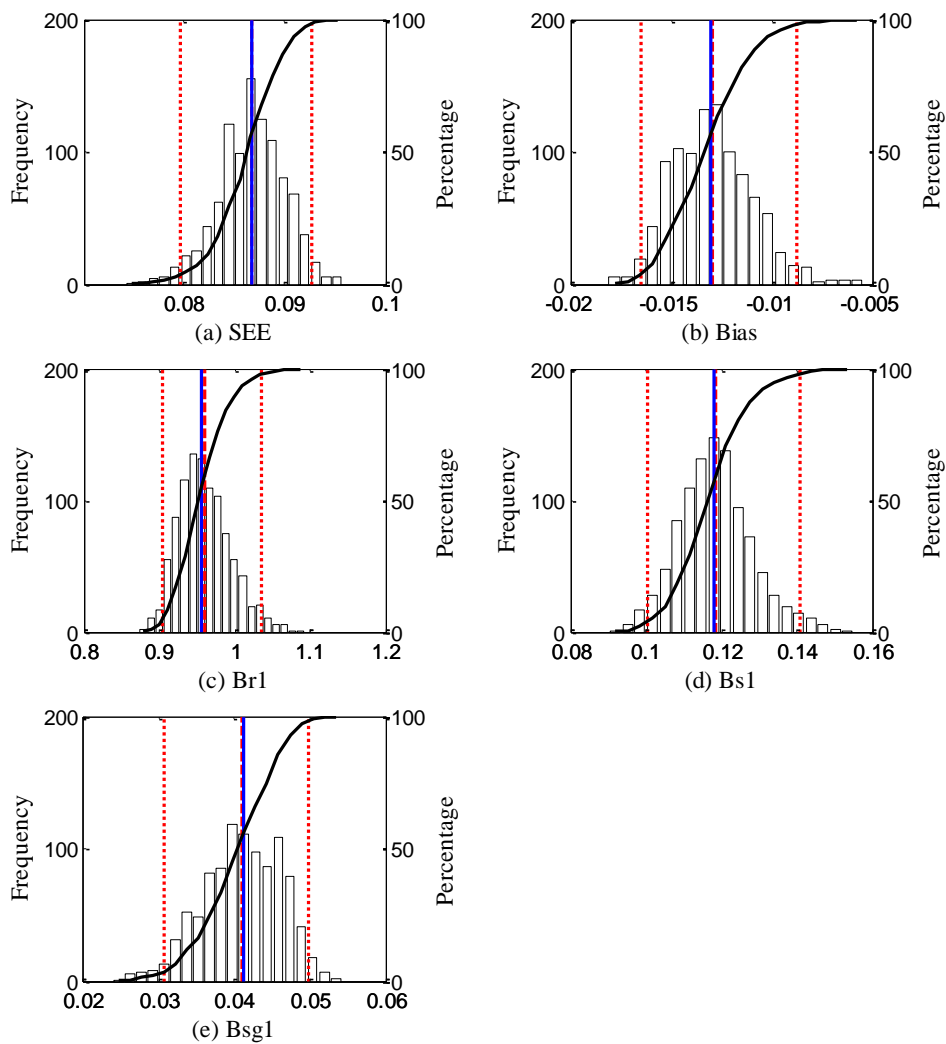 200 100
Frequency 100 50 Percentage
0 0
0.08 0.09 0.1
(a) SEE
200 100
Frequency 100 50 Percentage
0 0
-0.02 -0.015 -0.01 -0.005
(b) Bias
200 100
Frequency 100 50 Percentage
0 0
0.8 0.9 1 1.1 1.2
(c) Br1
200 100
Frequency 100 50 Percentage
0 0
0.08 0.1 0.12 0.14 0.16
(d) Bs1
200 100
Frequency 100 50 Percentage
0 0
0.02 0.03 0.04 0.05 0.06
(e) Bsg1